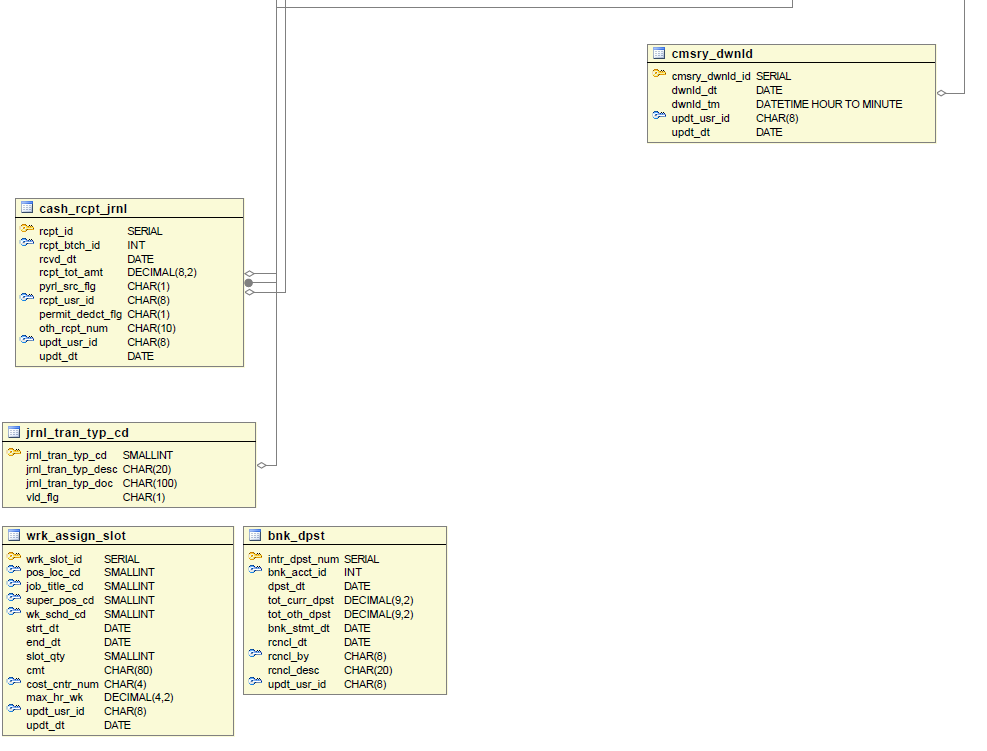 cmsry_dwnld
cmsry_dwnld_id SERIAL
dwnld_dt DATE
dwnld_tm DATETIME HOUR TO MINUTE
updt_usr_id CHAR(8)
updt_dt DATE
cash_rcpt_jrnl
rcpt_id SERIAL
rcpt_btch_id INT
rcvd_dt DATE
rcpt_tot_amt DECIMAL(8,2)
pyrl_src_flg CHAR(1)
rcpt_usr_id CHAR(8)
permit_dedct_flg CHAR(1)
oth_rcpt_num CHAR(10)
updt_usr_id CHAR(8)
updt_dt DATE
jrnl_tran_typ_cd
jrnl_tran_typ_cd SMALLINT
jrnl_tran_typ_desc CHAR(20)
jrnl_tran_typ_doc CHAR(100)
vld_flg CHAR(1)
wrk_assign_slot
wrk_slot_id SERIAL
pos_loc_cd SMALLINT
job_title_cd SMALLINT
super_pos_cd SMALLINT
wk_schd_cd SMALLINT
strt_dt DATE
end_dt DATE
slot_qty SMALLINT
cmt CHAR(80)
cost_cntr_num CHAR(4)
max_hr_wk DECIMAL(4,2)
updt_usr_id CHAR(8)
updt_dt DATE
bnk_dpst
intr_dpst_num SERIAL
bnk_acct_id INT
dpst_dt DATE
tot_curr_dpst DECIMAL(9,2)
tot_oth_dpst DECIMAL(9,2)
bnk_stmt_dt DATE
rcncl_dt DATE
rcncl_by CHAR(8)
rcncl_desc CHAR(20)
updt_usr_id CHAR(8)